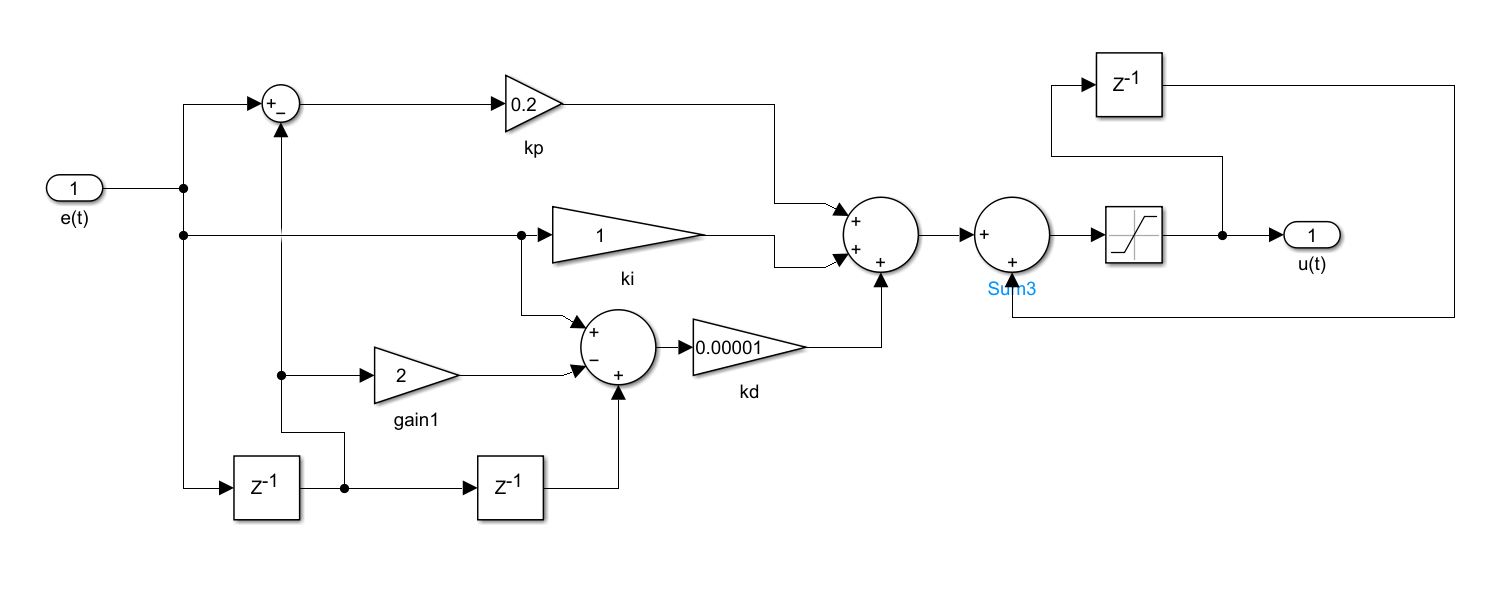 Z-1
+
−
0.2
kp
1
e(t)
+
+
+
1
ki
+
+
Sum3
1
u(t)
+
−
+
0.00001
kd
2
gain1
Z-1
Z-1